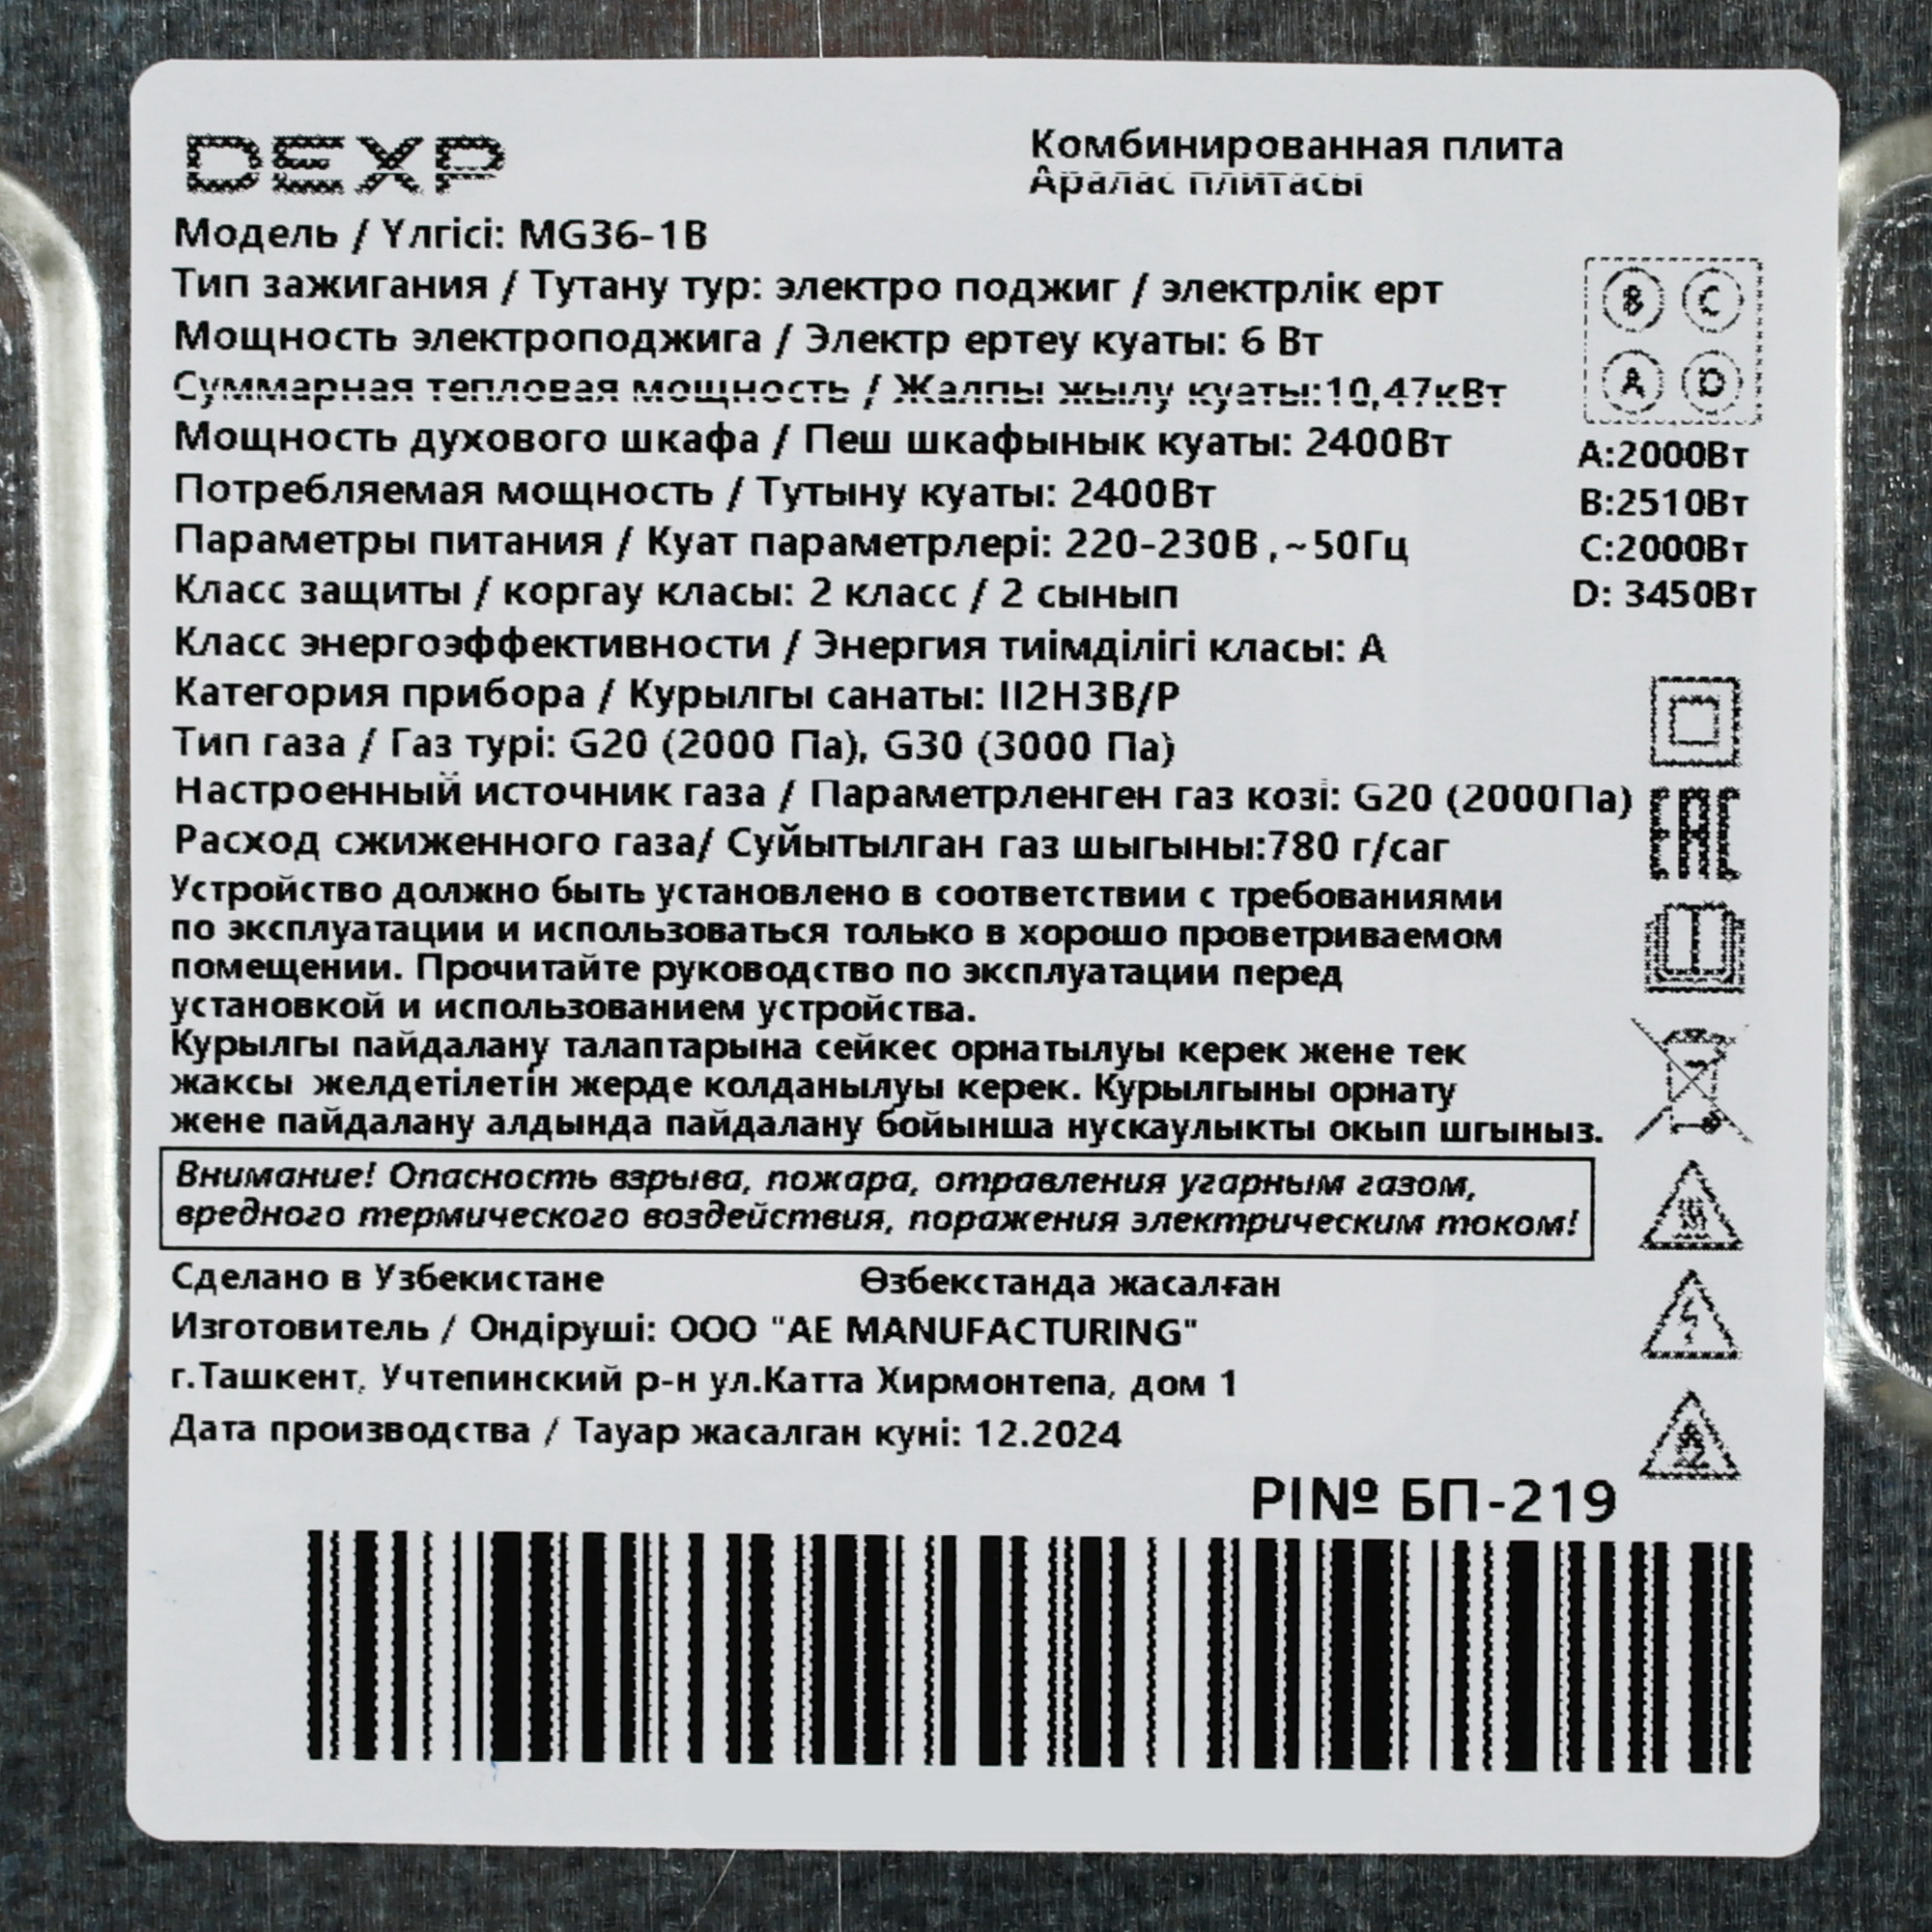 DEXP
Комбинированная плита
Аралас плитасы
Модель / Үлгісі: MG36-1B
Тип зажигания / Тутану тур: электро поджиг / электрлік ерт
Мощность электроподжига / Электр ертеу куаты: 6 Вт
Суммарная тепловая мощность / Жалпы жылу куаты:10,47кВт
Мощность духового шкафа / Пеш шкафынык куаты: 2400Вт
Потребляемая мощность / Тутыну куаты: 2400Вт
Параметры питания / Куат параметрлері: 220-230В ,~50Гц
Класс защиты / коргау класы: 2 класс / 2 сынып
Класс энергоэффективности / Энергия тиімділігі класы: А
Категория прибора / Курылгы санаты: II2H3B/P
Тип газа / Газ турі: G20 (2000 Па), G30 (3000 Па)
Настроенный источник газа / Параметрленген газ козі: G20 (2000Па)
Расход сжиженного газа/ Суйытылган газ шыгыны:780 г/саг
B C
A D
A:2000Вт
B:2510Вт
C:2000Вт
D: 3450Вт
EAC
Устройство должно быть установлено в соответствии с требованиями
по эксплуатации и использоваться только в хорошо проветриваемом
помещении. Прочитайте руководство по эксплуатации перед
установкой и использованием устройства.
Курылгы пайдалану талаптарына сейкес орнатылуы керек жене тек
жаксы желдетілетін жерде колданылуы керек. Курылгыны орнату
жене пайдалану алдында пайдалану бойынша нускаулыкты окып шгыныз.
Внимание! Опасность взрыва, пожара, отравления угарным газом,
вредного термического воздействия, поражения электрическим током!
Сделано в Узбекистане Өзбекстанда жасалған
Изготовитель / Ондіруші: ООО "AE MANUFACTURING"
г.Ташкент, Учтепинский р-н ул.Катта Хирмонтепа, дом 1
Дата производства / Тауар жасалган куні: 12.2024
PIN№ БП-219